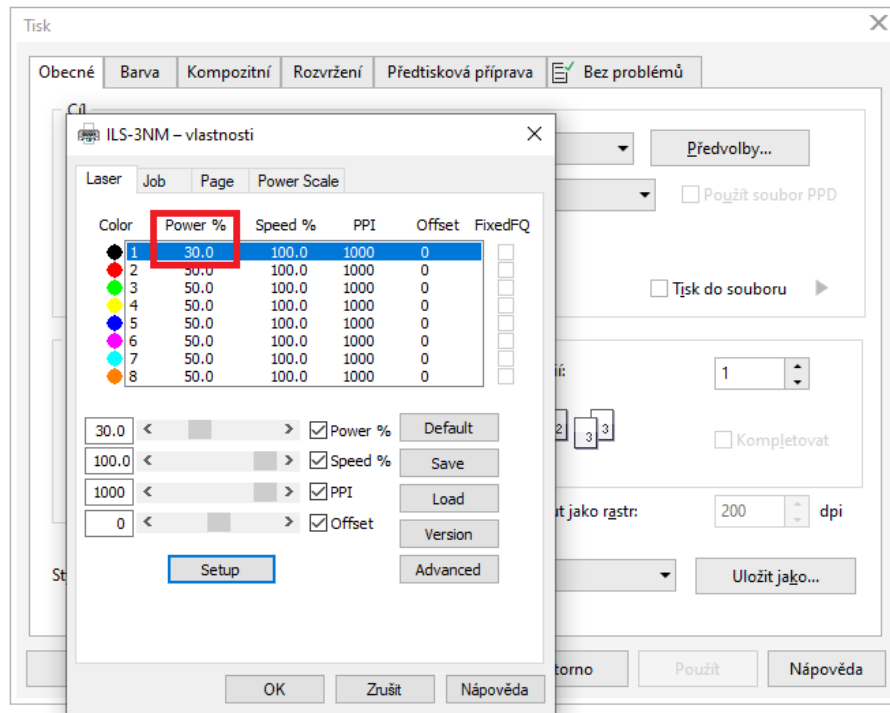 Tisk
Obecné Barva Kompozitní Rozvržení Předtisková příprava Bez problémů
Cíl
ILS-3NM – vlastnosti
Předvolby...
Laser Job Page Power Scale
Použít soubor PPD
Color Power % Speed % PPI Offset FixedFQ
1 30.0 100.0 1000 0
2 50.0 100.0 1000 0
3 50.0 100.0 1000 0
Tisk do souboru
4 50.0 100.0 1000 0
5 50.0 100.0 1000 0
6 50.0 100.0 1000 0
7 50.0 100.0 1000 0
8 50.0 100.0 1000 0
1
30.0 Power % Default
2 3 3
Kompletovat
100.0 Speed % Save
1000 PPI Load
0 Offset Version
jako rastr: 200 dpi
Setup Advanced
Uložit jako...
OK Zrušit Nápověda
Použít Nápověda